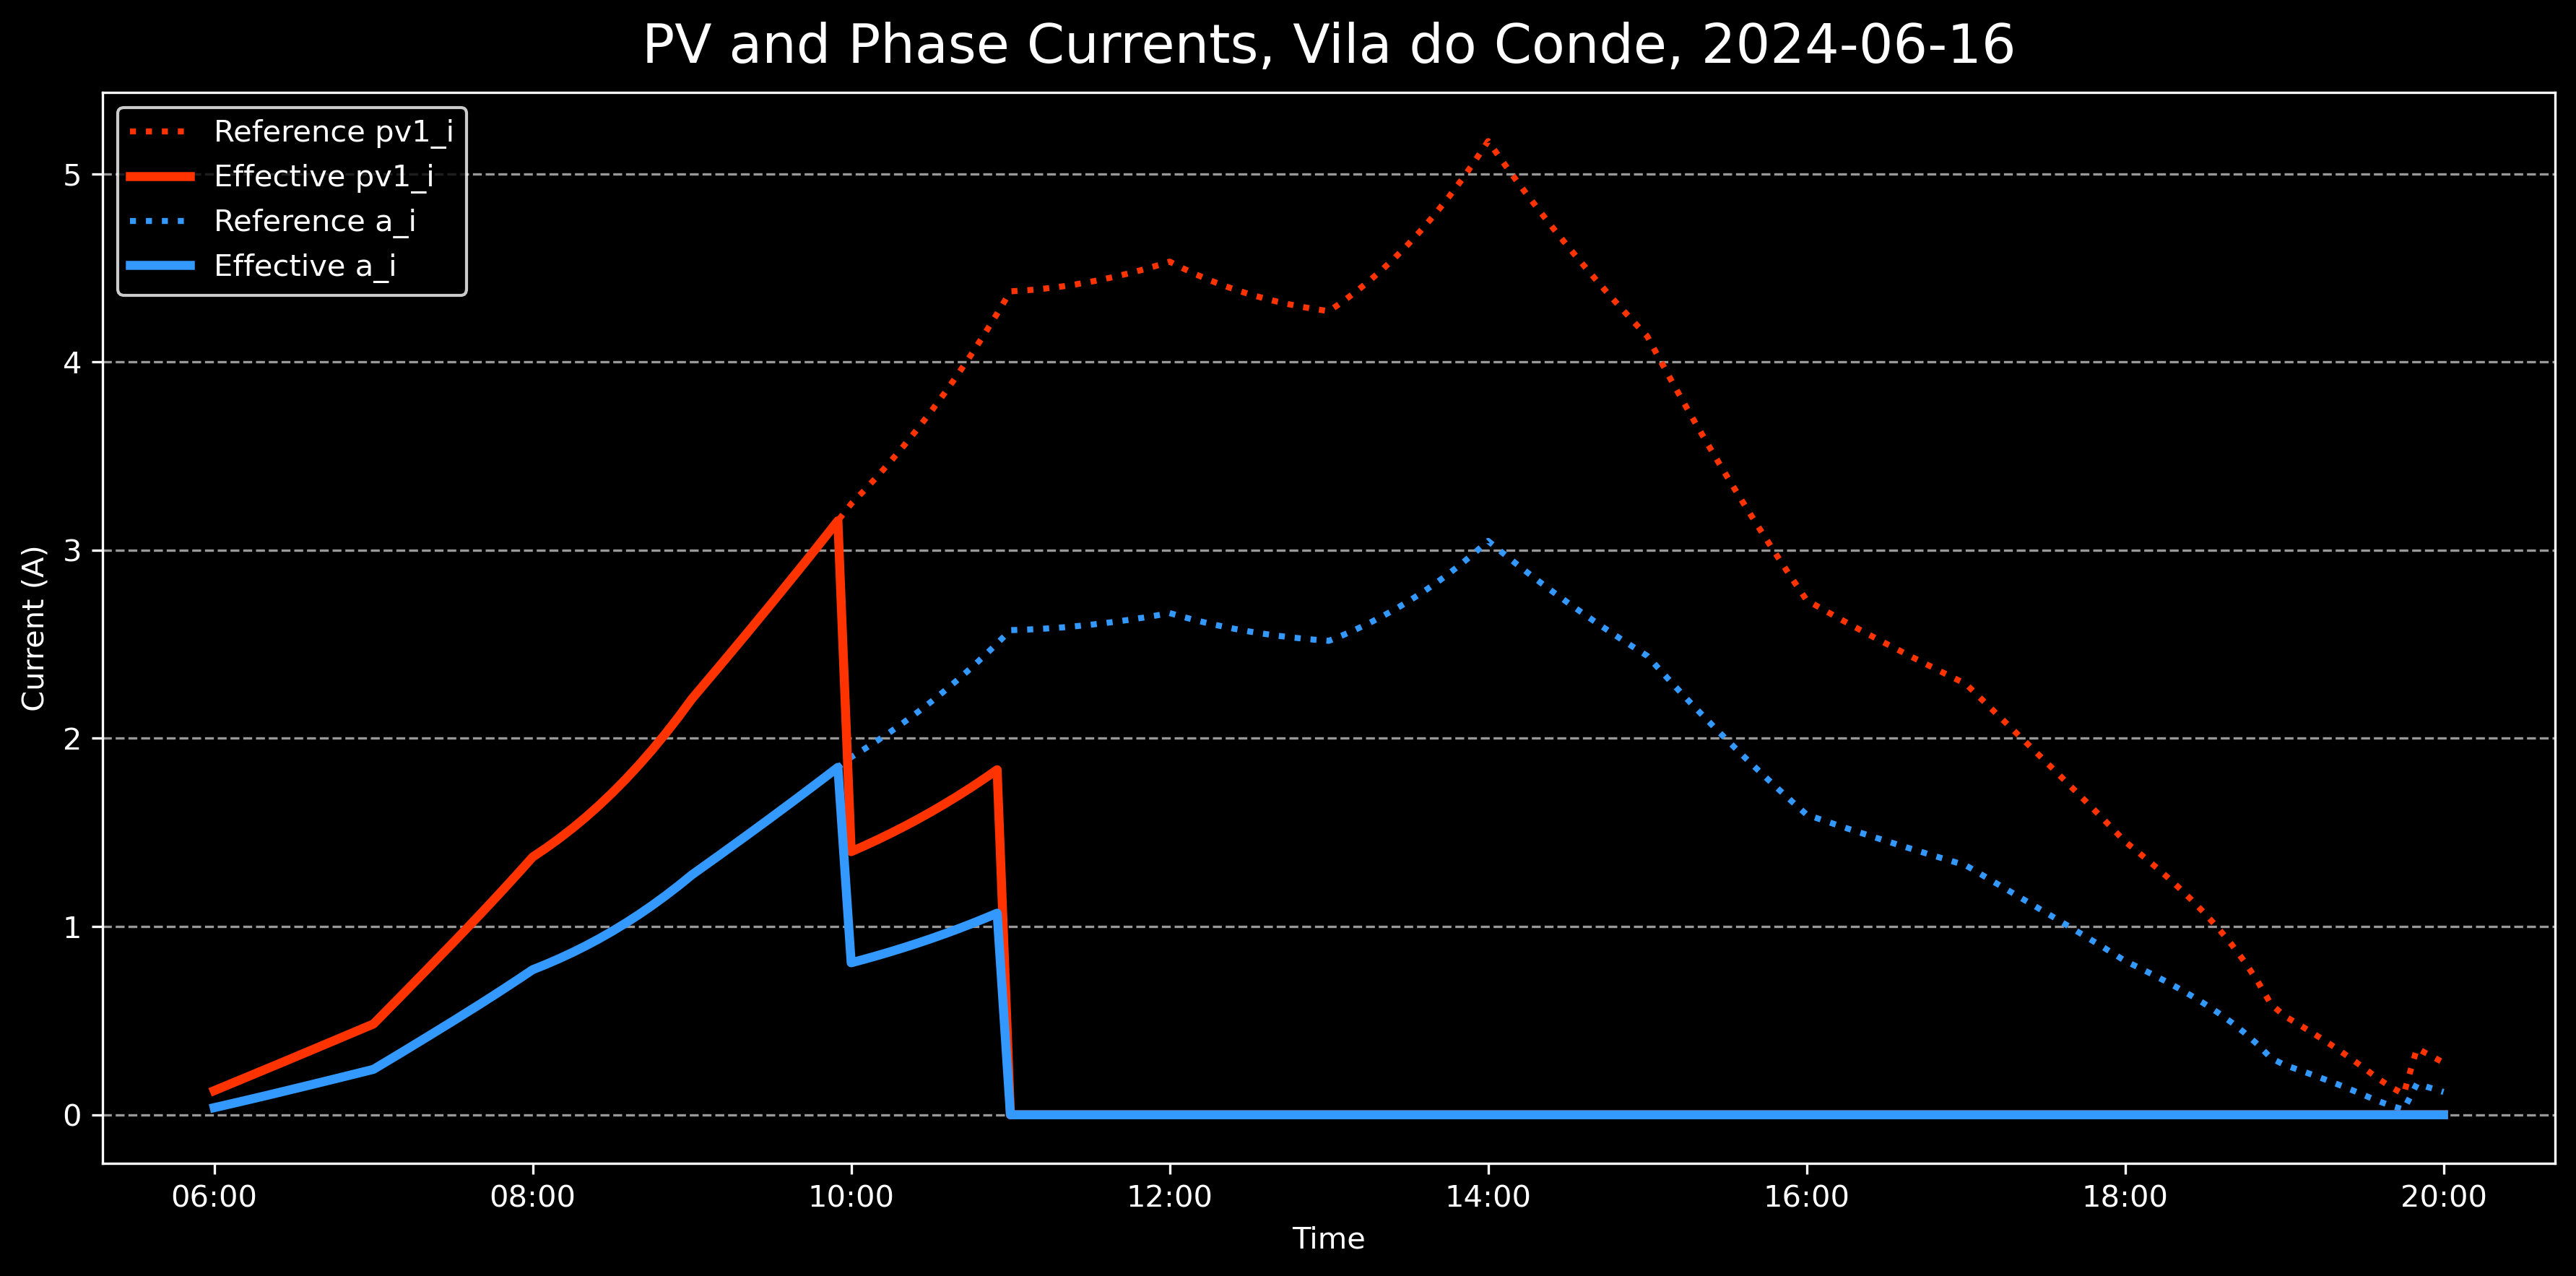 PV and Phase Currents, Vila do Conde, 2024-06-16
Reference pv1_i
Effective pv1_i
Reference a_i
Effective a_i
Current (A)
5
4
3
2
1
0
06:00 08:00 10:00 12:00 14:00 16:00 18:00 20:00
Time